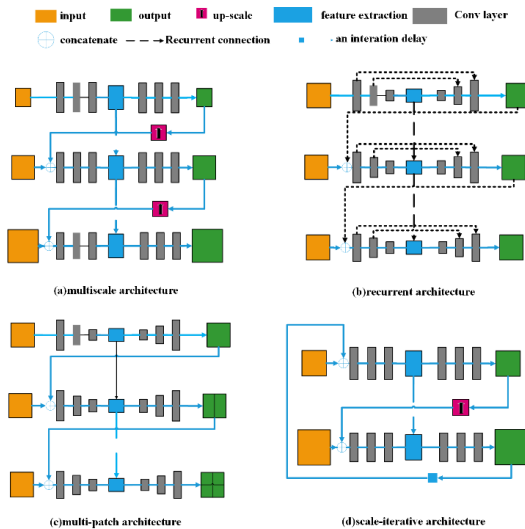 input output up-scale feature extraction Conv layer
concatenate Recurrent connection an interation delay
(a)multiscale architecture (b)recurrent architecture
(c)multi-patch architecture (d)scale-iterative architecture